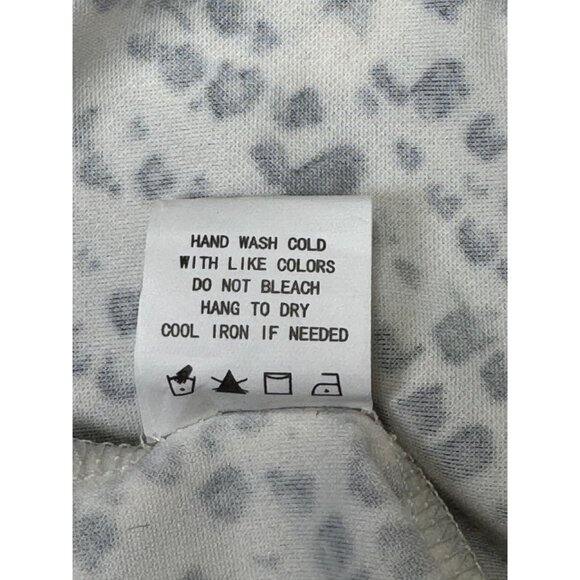 HAND WASH COLD
WITH LIKE COLORS
DO NOT BLEACH
HANG TO DRY
COOL IRON IF NEEDED